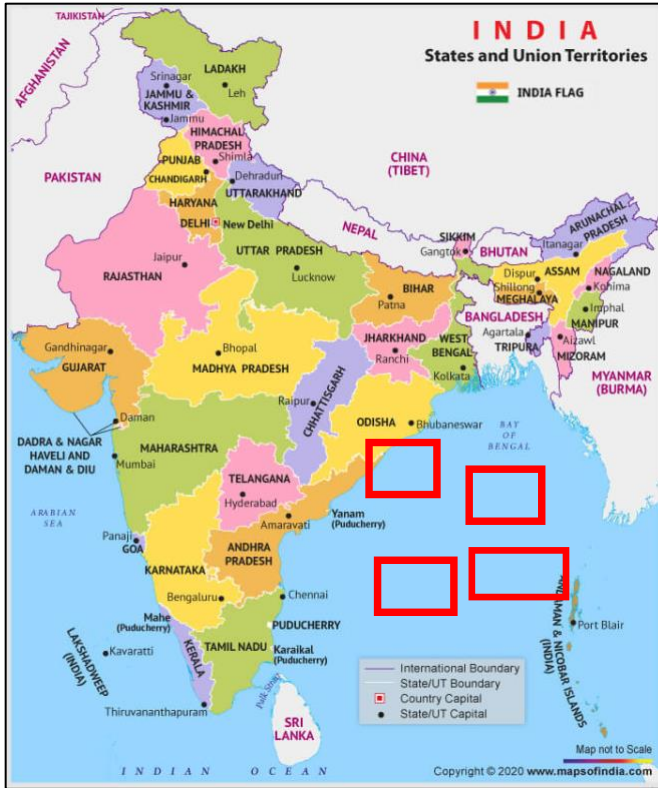 TAJIKISTAN
AFGHANISTAN
INDIA
States and Union Territories
INDIA FLAG
LADAKH
Srinagar
Leh
JAMMU &
KASHMIR
Jammu
HIMACHAL
PRADESH
Shimla
PUNJAB
CHANDIGARH
Dehradun
UTTARAKHAND
PAKISTAN
CHINA
(TIBET)
HARYANA
DELHI
New Delhi
NEPAL
ARUNACHAL
PRADESH
Itanagar
SIKKIM
Gangtok
BHUTAN
Jaipur
RAJASTHAN
UTTAR PRADESH
Lucknow
BIHAR
Patna
Dispur
ASSAM
NAGALAND
Shillong
Kohima
MEGHALAYA
Imphal
MANIPUR
BANGLADESH
Agartala
TRIPURA
Aizawl
MIZORAM
MYANMAR
(BURMA)
Gandhinagar
GUJARAT
Bhopal
MADHYA PRADESH
JHARKHAND
Ranchi
WEST
BENGAL
Kolkata
CHHATTISGARH
Raipur
ODISHA
Bhubaneswar
BAY
OF
BENGAL
Daman
DADRA & NAGAR
HAVELI AND
DAMAN & DIU
MAHARASHTRA
Mumbai
TELANGANA
Hyderabad
Yanam
(Puducherry)
Amaravati
ARABIAN
SEA
Panaji
GOA
KARNATAKA
ANDHRA
PRADESH
Bengaluru
Chennai
Mahe
(Puducherry)
PUDUCHERRY
TAMIL NADU
Karaikal
(Puducherry)
KERALA
LAKSHADWEEP
(INDIA)
Kavaratti
Thiruvananthapuram
Palk Strait
SRI
LANKA
ANDAMAN & NICOBAR ISLANDS
(INDIA)
Port Blair
International Boundary
State/UT Boundary
Country Capital
State/UT Capital
INDIAN OCEAN
Map not to Scale
Copyright © 2020 www.mapsofindia.com